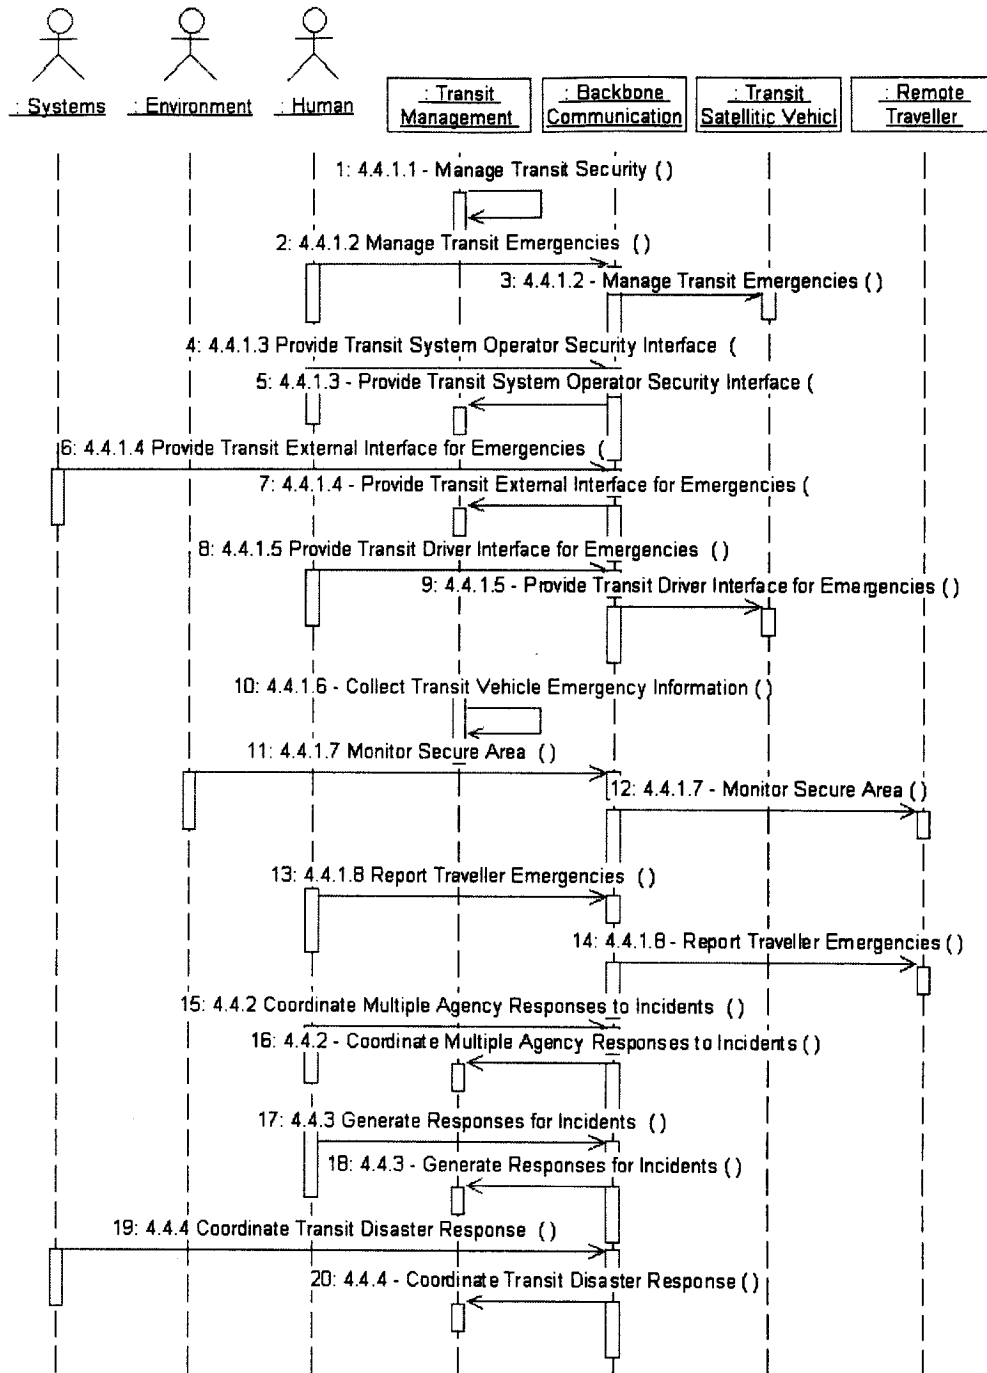 : Systems
: Environment
: Human
: Transit
Management
: Backbone
Communication
: Transit
Satellitic Vehicl
: Remote
Traveller
1: 4.4.1.1 - Manage Transit Security ( )
2: 4.4.1.2 Manage Transit Emergencies ( )
3: 4.4.1.2 - Manage Transit Emergencies ( )
4: 4.4.1.3 Provide Transit System Operator Security Interface (
5: 4.4.1.3 - Provide Transit System Operator Security Interface (
6: 4.4.1.4 Provide Transit External Interface for Emergencies (
7: 4.4.1.4 - Provide Transit External Interface for Emergencies (
8: 4.4.1.5 Provide Transit Driver Interface for Emergencies ( )
9: 4.4.1.5 - Provide Transit Driver Interface for Emergencies ( )
10: 4.4.1.6 - Collect Transit Vehicle Emergency Information ( )
11: 4.4.1.7 Monitor Secure Area ( )
12: 4.4.1.7 - Monitor Secure Area ( )
13: 4.4.1.8 Report Traveller Emergencies ( )
14: 4.4.1.8 - Report Traveller Emergencies ( )
15: 4.4.2 Coordinate Multiple Agency Responses to Incidents ( )
16: 4.4.2 - Coordinate Multiple Agency Responses to Incidents ( )
17: 4.4.3 Generate Responses for Incidents ( )
18: 4.4.3 - Generate Responses for Incidents ( )
19: 4.4.4 Coordinate Transit Disaster Response ( )
20: 4.4.4 - Coordinate Transit Disaster Response ( )